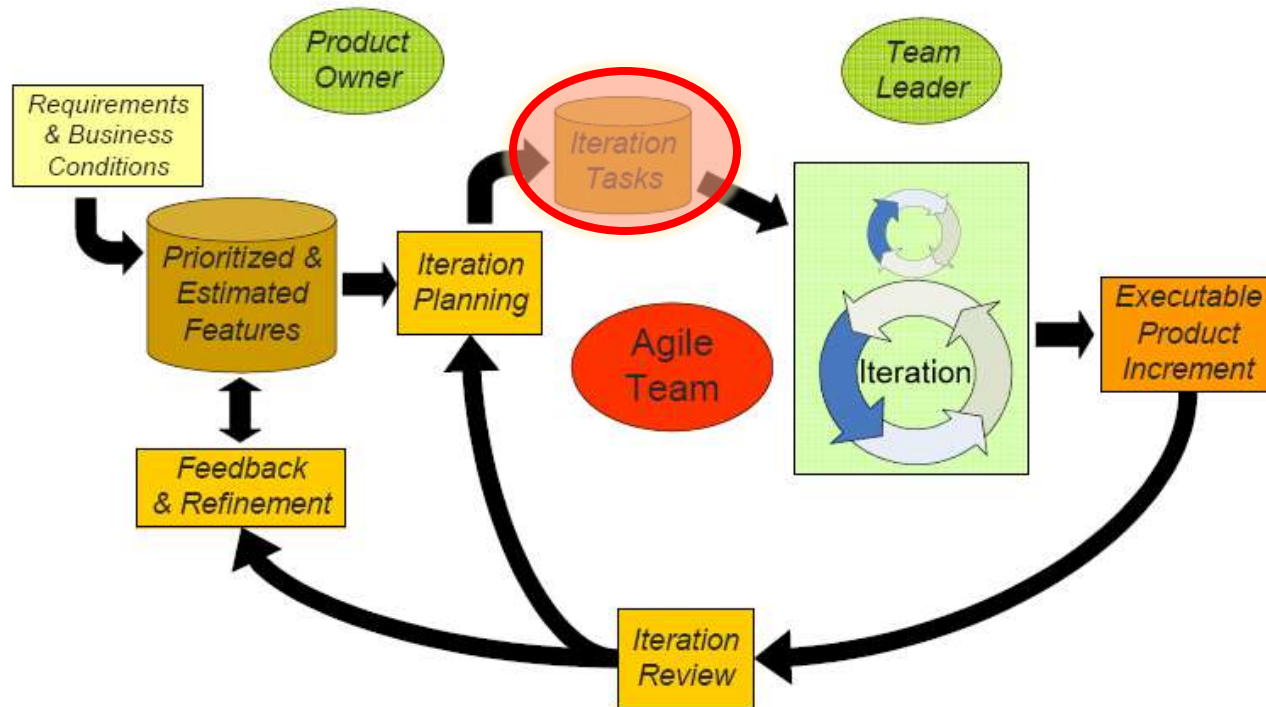 Product
Owner
Team
Leader
Requirements
& Business
Conditions
Iteration
Tasks
Prioritized &
Estimated
Features
Iteration
Planning
Agile
Team
Iteration
Executable
Product
Increment
Feedback
& Refinement
Iteration
Review